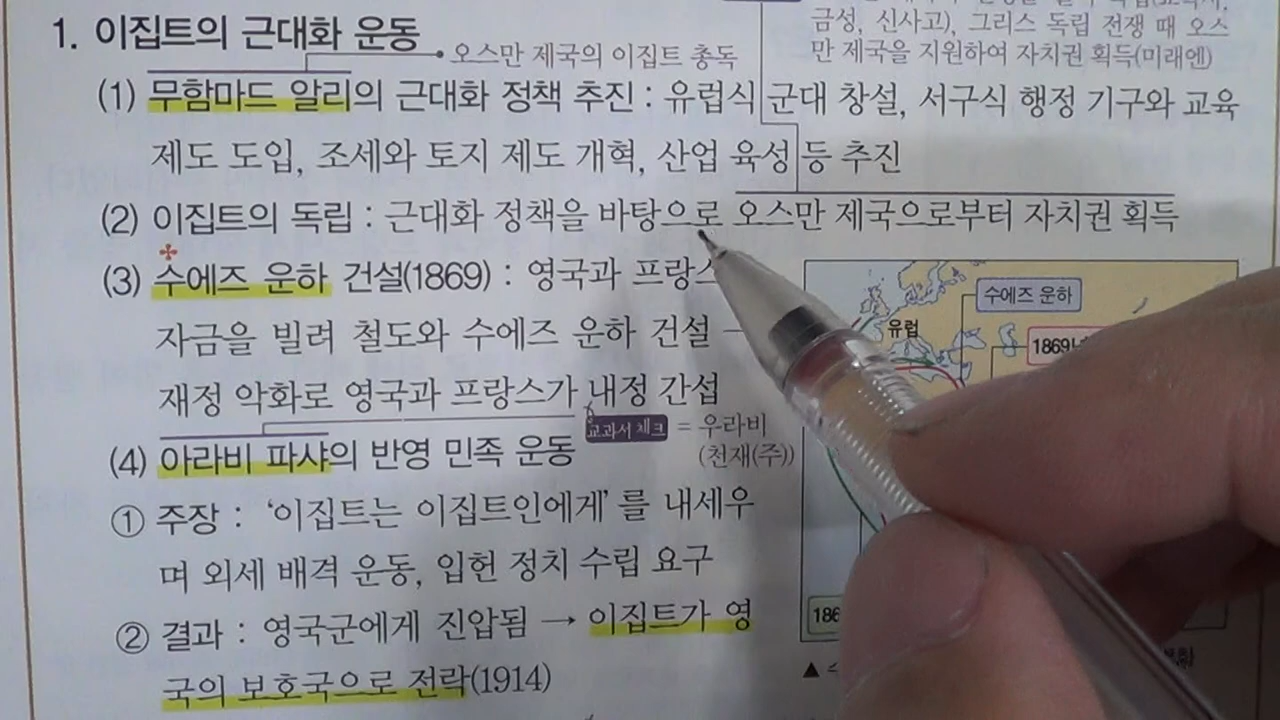 금성, 신사고), 그리스 독립 전쟁 때 오스
만 제국을 지원하여 자치권 획득(미래엔)
1. 이집트의 근대화 운동
오스만 제국의 이집트 총독
(1) 무함마드 알리의 근대화 정책 추진 : 유럽식 군대 창설, 서구식 행정 기구와 교육
제도 도입, 조세와 토지 제도 개혁, 산업 육성 등 추진
(2) 이집트의 독립 : 근대화 정책을 바탕으로 오스만 제국으로부터 자치권 획득
(3) 수에즈 운하 건설(1869) : 영국과 프랑스
자금을 빌려 철도와 수에즈 운하 건설 →
재정 악화로 영국과 프랑스가 내정 간섭
교과서 체크 = 우라비
(천재(주))
(4) 아라비 파샤의 반영 민족 운동
① 주장 : ‘이집트는 이집트인에게’를 내세우
며 외세 배격 운동, 입헌 정치 수립 요구
② 결과 : 영국군에게 진압됨 → 이집트가 영
국의 보호국으로 전락(1914)
수에즈 운하
유럽
1869
186